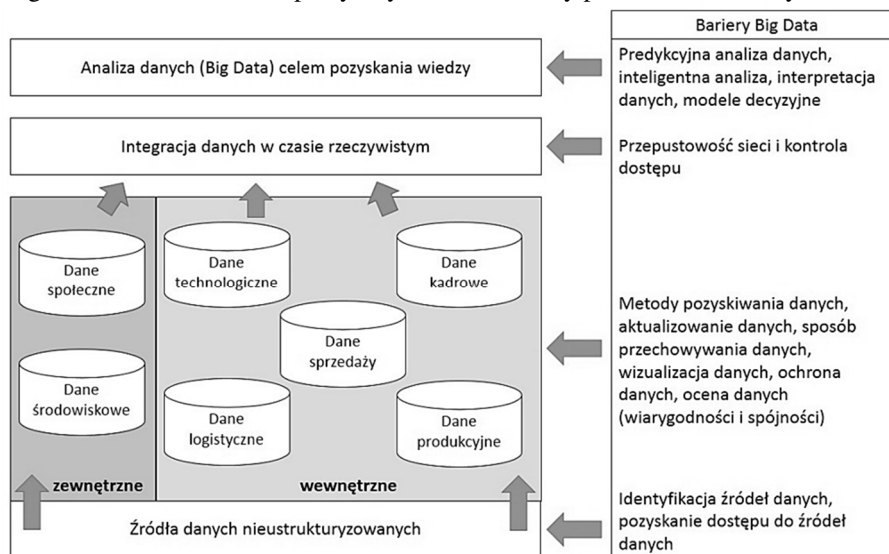 Bariery Big Data
Analiza danych (Big Data) celem pozyskania wiedzy
Predykcyjna analiza danych,
inteligentna analiza, interpretacja
danych, modele decyzyjne
Integracja danych w czasie rzeczywistym
Przepustowość sieci i kontrola
dostępu
Dane
społeczne
Dane
środowiskowe
zewnętrzne
Dane
technologiczne
Dane
kadrowe
Dane
sprzedaży
Dane
logistyczne
Dane
produkcyjne
wewnętrzne
Metody pozyskiwania danych,
aktualizowanie danych, sposób
przechowywania danych,
wizualizacja danych, ochrona
danych, ocena danych
(wiarygodności i spójności)
Źródła danych nieustrukturyzowanych
Identyfikacja źródeł danych,
pozyskanie dostępu do źródeł
danych